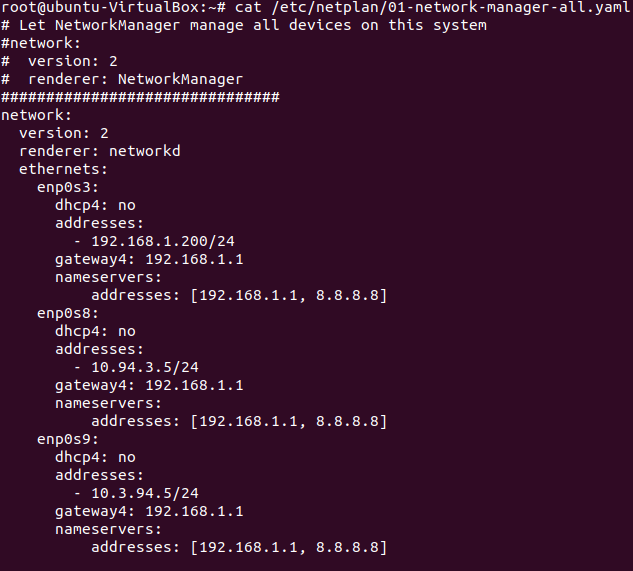 root@ubuntu-VirtualBox:~# cat /etc/netplan/01-network-manager-all.yaml
# Let NetworkManager manage all devices on this system
#network:
#  version: 2
#  renderer: NetworkManager
###############################
network:
  version: 2
  renderer: networkd
  ethernets:
    enp0s3:
      dhcp4: no
      addresses:
        - 192.168.1.200/24
      gateway4: 192.168.1.1
      nameservers:
          addresses: [192.168.1.1, 8.8.8.8]
    enp0s8:
      dhcp4: no
      addresses:
        - 10.94.3.5/24
      gateway4: 192.168.1.1
      nameservers:
          addresses: [192.168.1.1, 8.8.8.8]
    enp0s9:
      dhcp4: no
      addresses:
        - 10.3.94.5/24
      gateway4: 192.168.1.1
      nameservers:
          addresses: [192.168.1.1, 8.8.8.8]